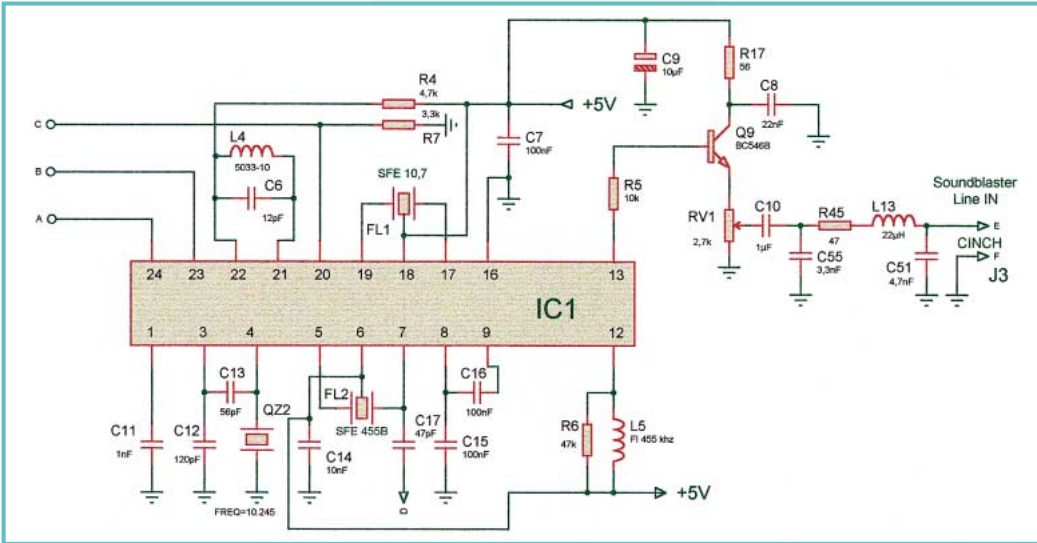 R4
4,7k
3,3k
R7
+5V
C9
10µF
R17
56
C8
22nF
Q9
BC546B
C
L4
5033-10
C6
12pF
B
A
SFE 10,7
FL1
C7
100nF
R5
10k
RV1
2,7k
C10
1µF
R45
47
L13
22µH
C55
3,3nF
C51
4,7nF
Soundblaster
Line IN
E
CINCH
F
J3
24
23
22
21
20
19
18
17
16
13
IC1
1
3
4
5
6
7
8
9
12
C13
56pF
QZ2
C11
1nF
C12
120pF
FREQ=10.245
FL2
SFE 455B
C14
10nF
C17
47pF
D
C16
100nF
C15
100nF
R6
47k
L5
FI 455 khz
+5V